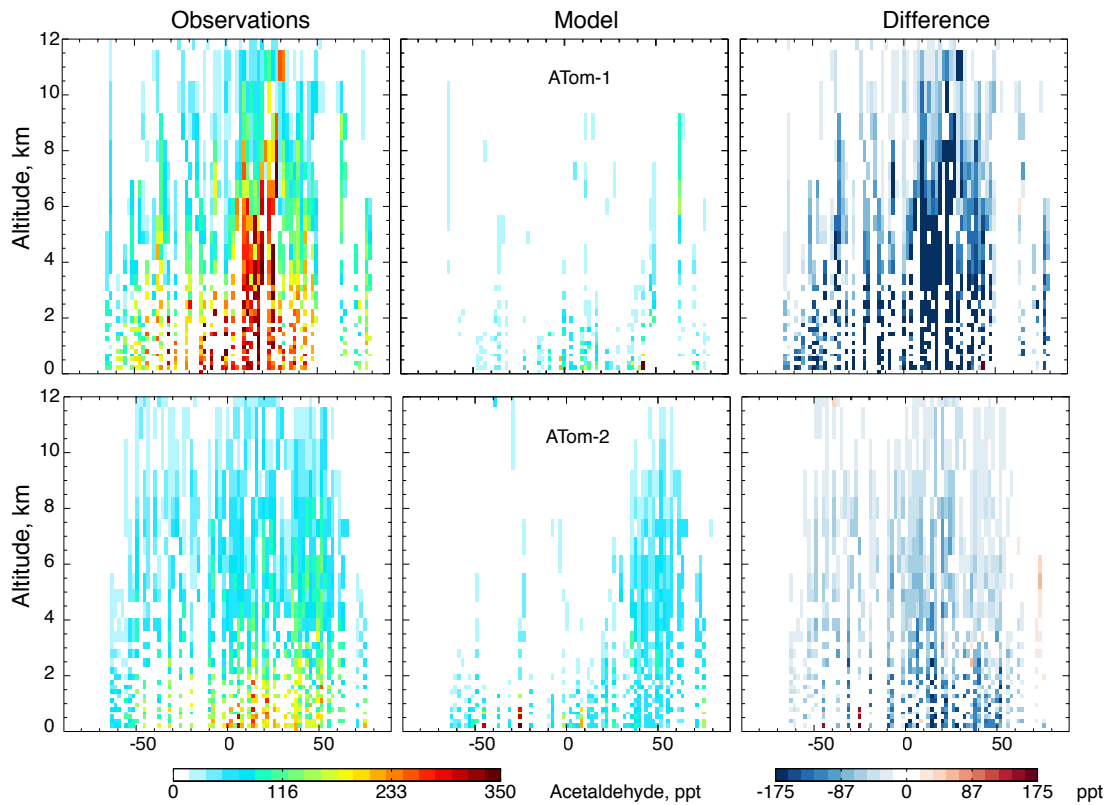 Observations Model Difference
12
10
8
6
4
2
0
Altitude, km
ATom-1
12
10
8
6
4
2
0
Altitude, km
ATom-2
-50 0 50 -50 0 50 -50 0 50
0 116 233 350 Acetaldehyde, ppt -175 -87 0 87 175 ppt